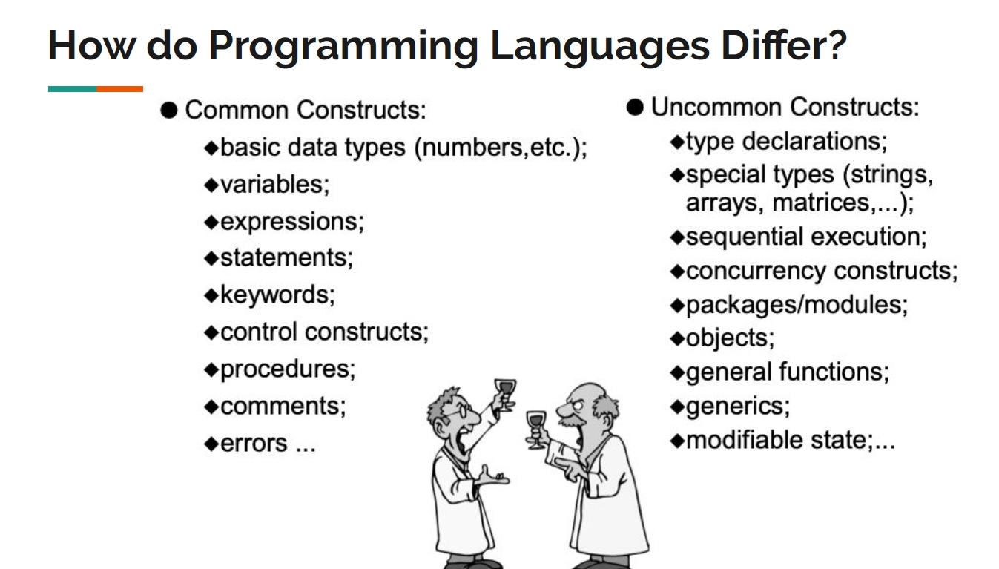 How do Programming Languages Differ?
● Common Constructs:
◆basic data types (numbers,etc.);
◆variables;
◆expressions;
◆statements;
◆keywords;
◆control constructs;
◆procedures;
◆comments;
◆errors ...
● Uncommon Constructs:
◆type declarations;
◆special types (strings,
arrays, matrices,...);
◆sequential execution;
◆concurrency constructs;
◆packages/modules;
◆objects;
◆general functions;
◆generics;
◆modifiable state;...